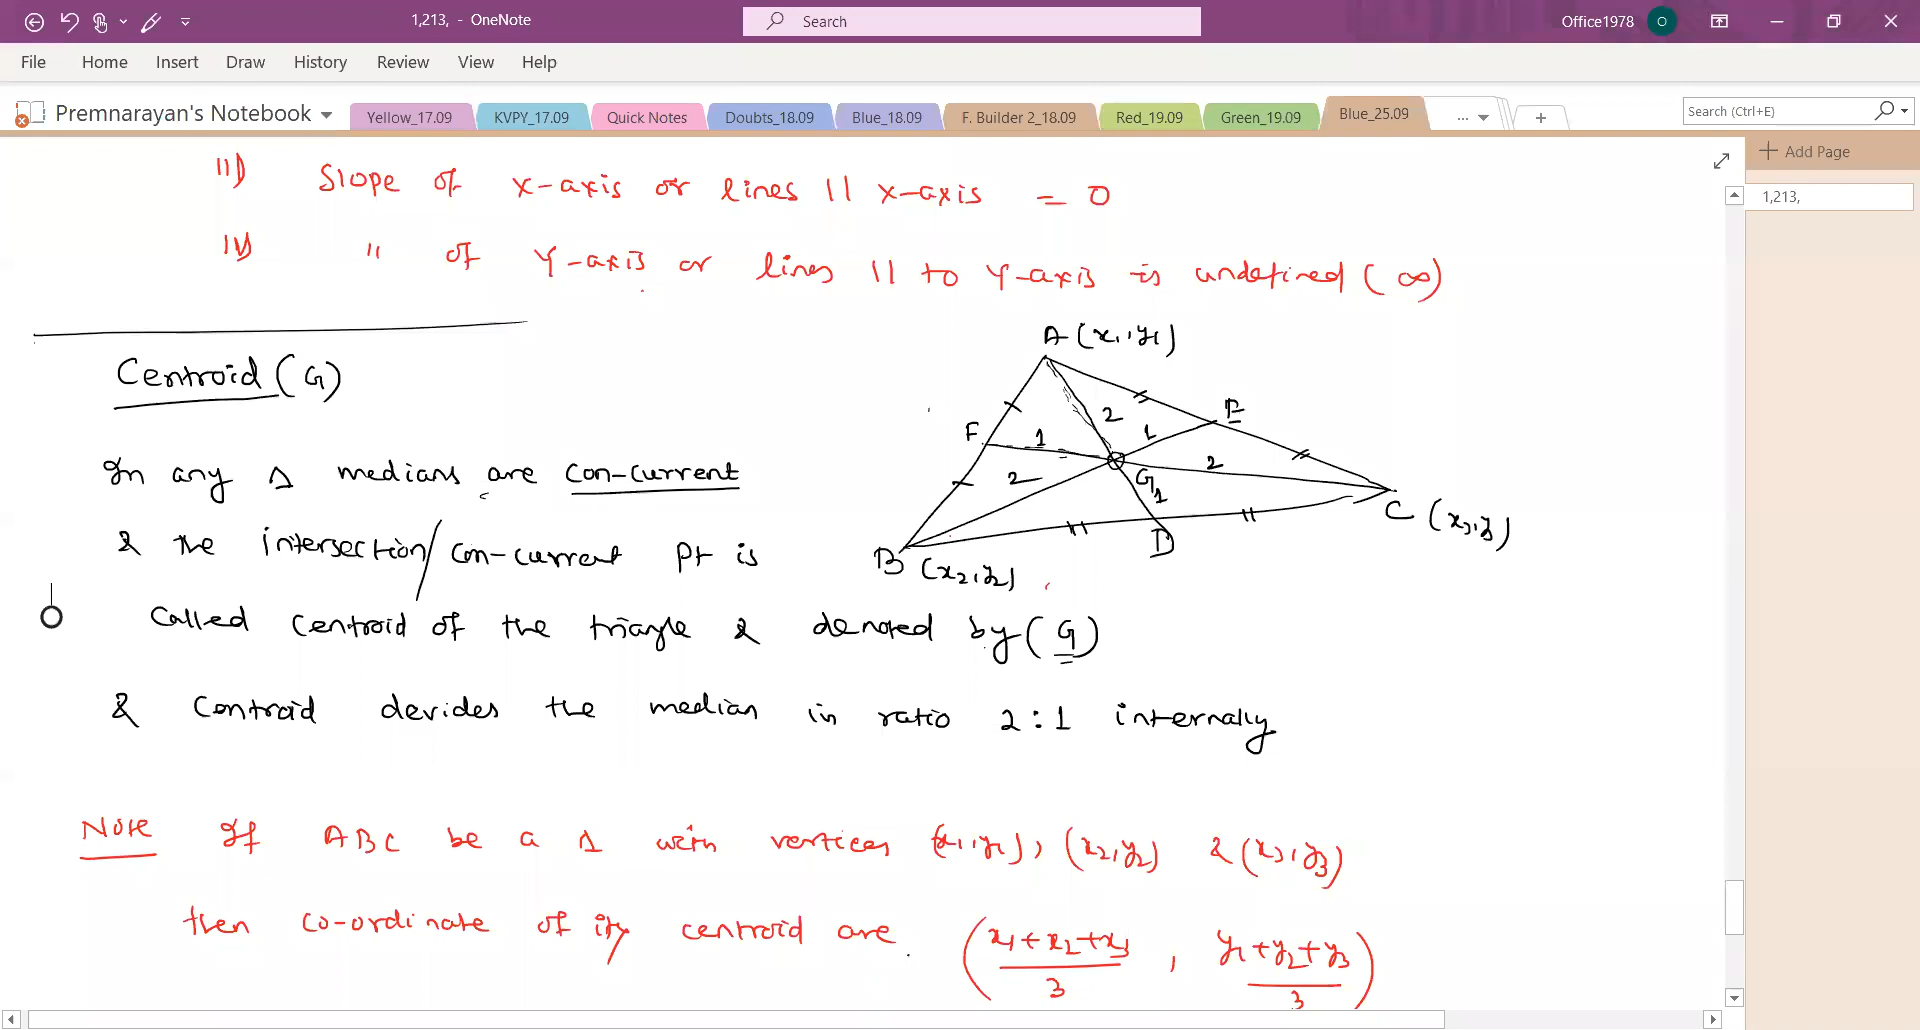 1,213, - OneNote
Search
Office1978
O
File Home Insert Draw History Review View Help
Premnarayan's Notebook
Yellow_17.09 KVPY_17.09 Quick Notes Doubts_18.09 Blue_18.09 F. Builder 2_18.09 Red_19.09 Green_19.09 Blue_25.09 ... +
Search (Ctrl+E)
Add Page
1,213,
III) Slope of x-axis or lines || x-axis = 0
IV) " of Y-axis or lines || to Y-axis is undefined (∞)
Centroid (G)
In any Δ medians are con-current
& the intersection/con-current Pt is
Called centroid of the triangle & denoted by (G)
& Centroid devides the median in ratio 2:1 internally
A (x1, y1)
F
E
1
2
1
2
2
G
1
D
B (x2, y2)
C (x3, y3)
Note If ABC be a Δ with vertices (x1, y1), (x2, y2) & (x3, y3)
then co-ordinate of its centroid are (x1+x2+x3/3, y1+y2+y3/3)